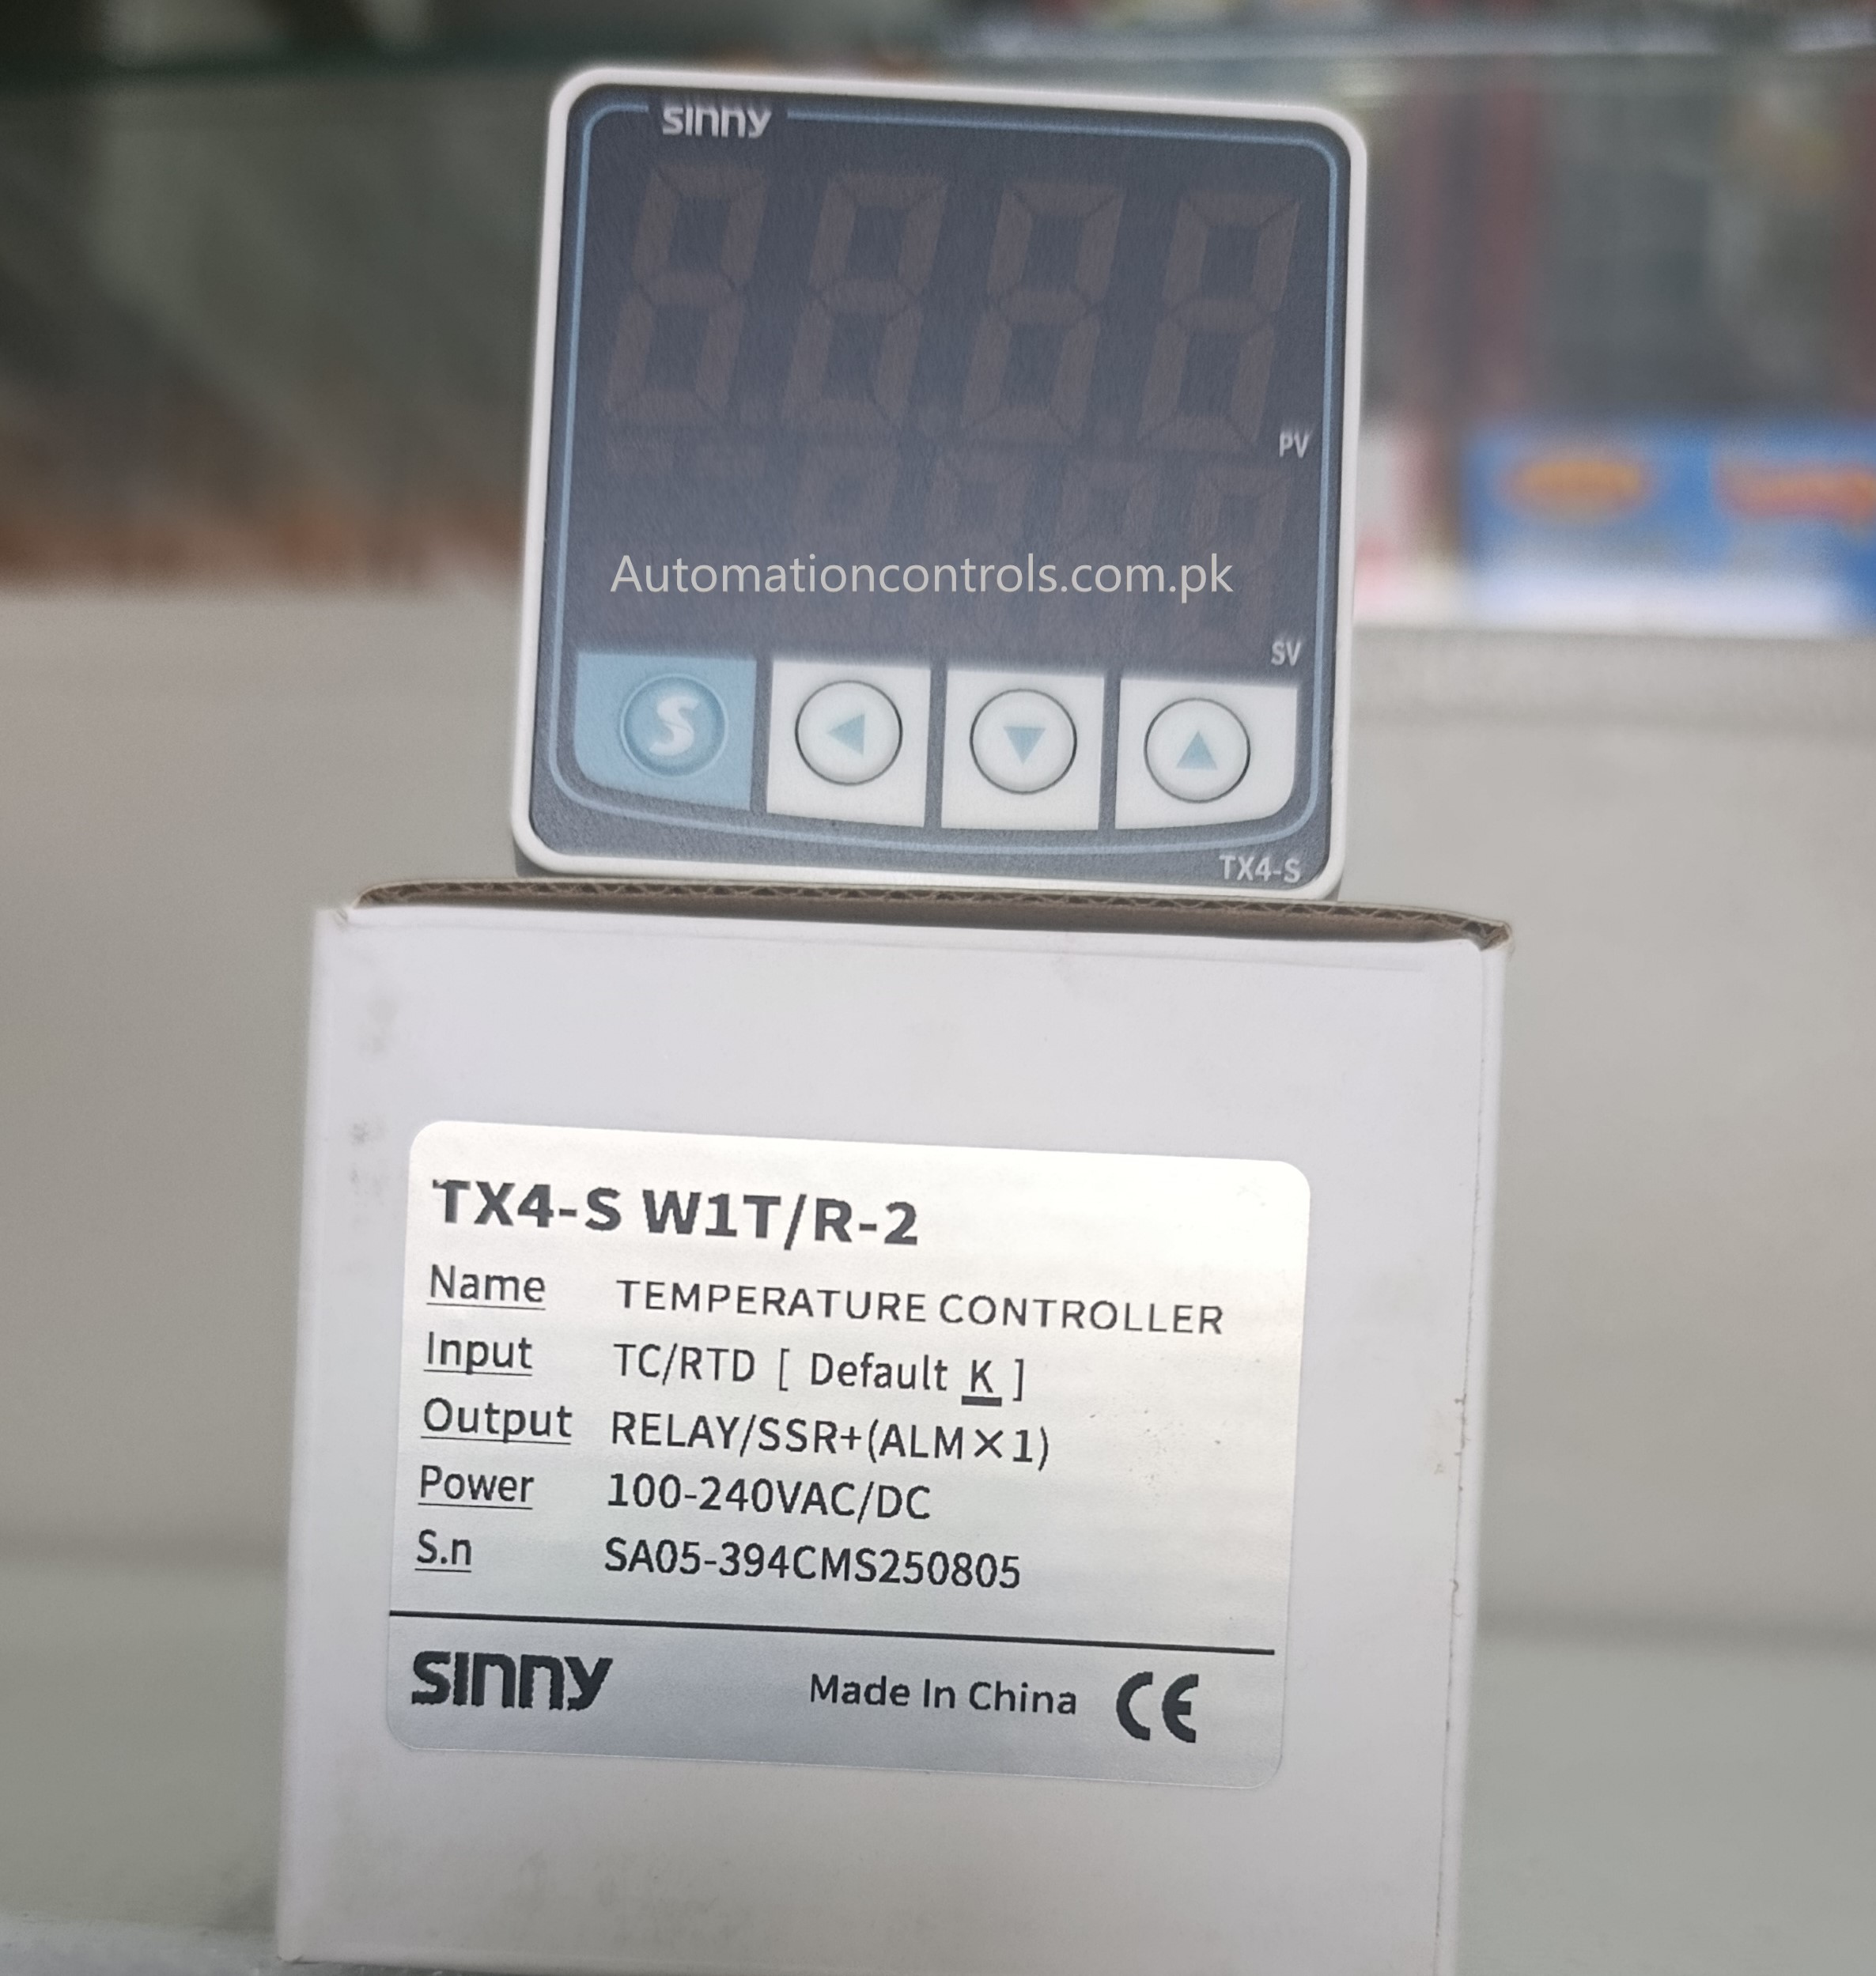 sinny
PV
Automationcontrols.com.pk
SV
S
TX4-S
TX4-S W1T/R-2
Name TEMPERATURE CONTROLLER
Input TC/RTD [ Default K ]
Output RELAY/SSR+(ALM×1)
Power 100-240VAC/DC
S.n SA05-394CMS250805
sinny Made In China CE